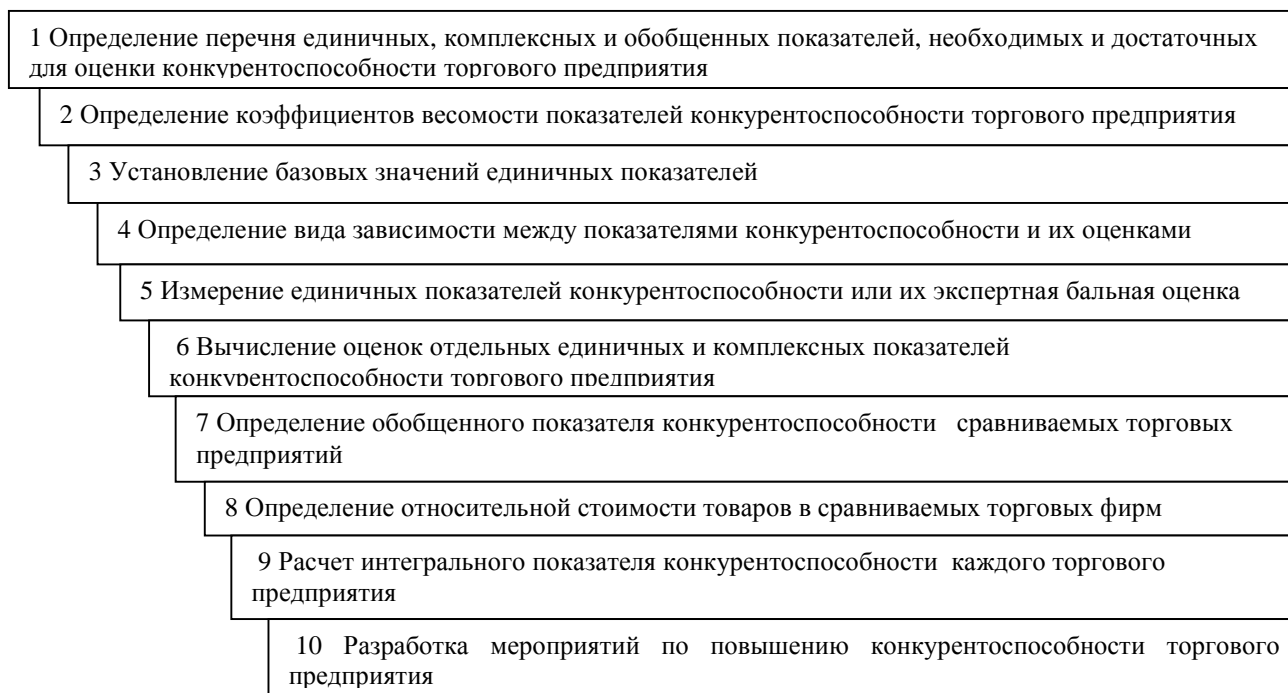 1 Определение перечня единичных, комплексных и обобщенных показателей, необходимых и достаточных
для оценки конкурентоспособности торгового предприятия
2 Определение коэффициентов весомости показателей конкурентоспособности торгового предприятия
3 Установление базовых значений единичных показателей
4 Определение вида зависимости между показателями конкурентоспособности и их оценками
5 Измерение единичных показателей конкурентоспособности или их экспертная бальная оценка
6 Вычисление оценок отдельных единичных и комплексных показателей
конкурентоспособности торгового предприятия
7 Определение обобщенного показателя конкурентоспособности сравниваемых торговых
предприятий
8 Определение относительной стоимости товаров в сравниваемых торговых фирм
9 Расчет интегрального показателя конкурентоспособности каждого торгового
предприятия
10 Разработка мероприятий по повышению конкурентоспособности торгового
предприятия